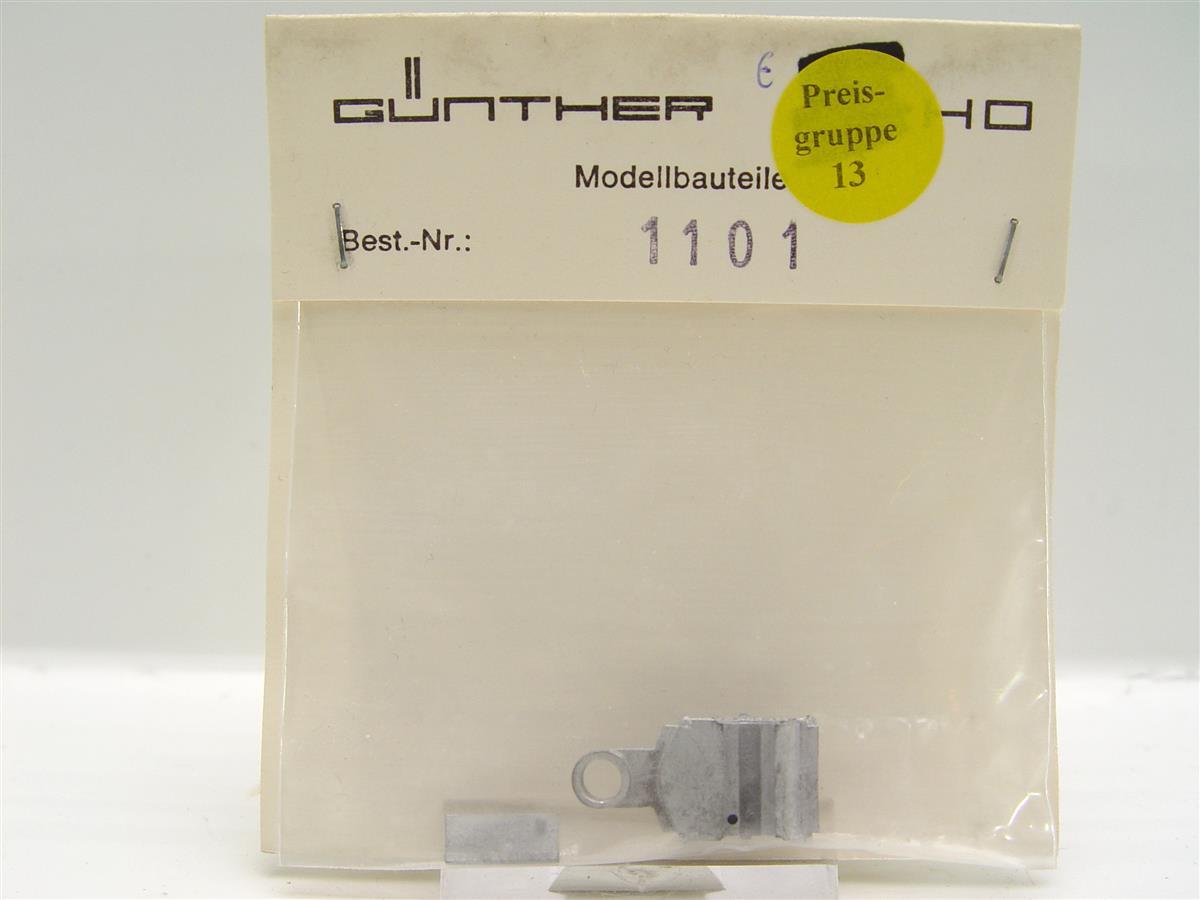 GÜNTHER HO
Preis-
gruppe
13
Modellbauteile
Best.-Nr.: 1101